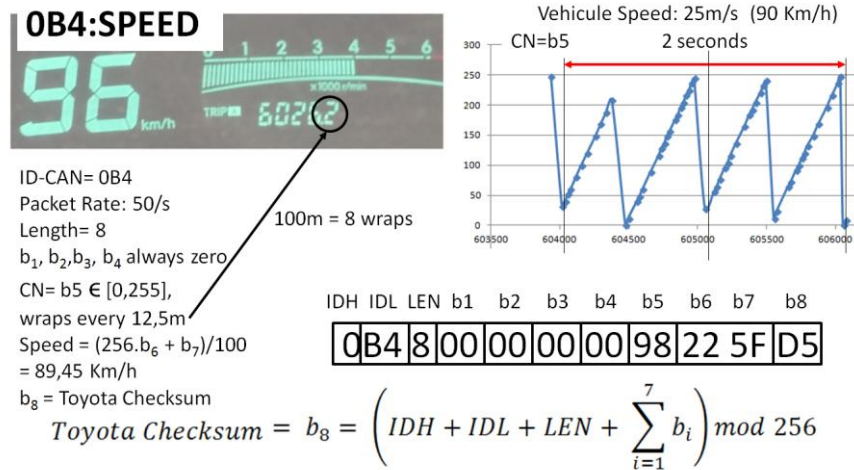 0B4:SPEED
0 1 2 3 4 5 6
x1000 r/min
96 km/h
TRIP A 60252
ID-CAN= 0B4
Packet Rate: 50/s
Length= 8
b1, b2,b3, b4 always zero
CN= b5 ∈ [0,255],
wraps every 12,5m
Speed = (256.b6 + b7)/100
= 89,45 Km/h
b8 = Toyota Checksum
100m = 8 wraps
Vehicule Speed: 25m/s (90 Km/h)
CN=b5 2 seconds
300
250
200
150
100
50
0
603500 604000 604500 605000 605500 606000
IDH IDL LEN b1 b2 b3 b4 b5 b6 b7 b8
0 B4 8 00 00 00 00 98 22 5F D5
Toyota Checksum = b8 = (IDH + IDL + LEN + ∑ i=1 7 bi) mod 256